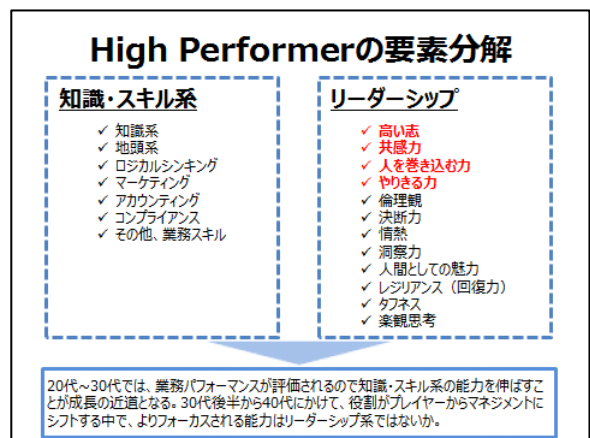 High Performerの要素分解
知識・スキル系
✓ 知識系
✓ 地頭系
✓ ロジカルシンキング
✓ マーケティング
✓ アカウンティング
✓ コンプライアンス
✓ その他、業務スキル
リーダーシップ
✓ 高い志
✓ 共感力
✓ 人を巻き込む力
✓ やりきる力
✓ 倫理観
✓ 決断力
✓ 情熱
✓ 洞察力
✓ 人間としての魅力
✓ レジリアンス（回復力）
✓ タフネス
✓ 楽観思考
20代～30代では、業務パフォーマンスが評価されるので知識・スキル系の能力を伸ばすこ
とが成長の近道となる。30代後半から40代にかけて、役割がプレイヤーからマネジメントに
シフトする中で、よりフォーカスされる能力はリーダーシップ系ではないか。